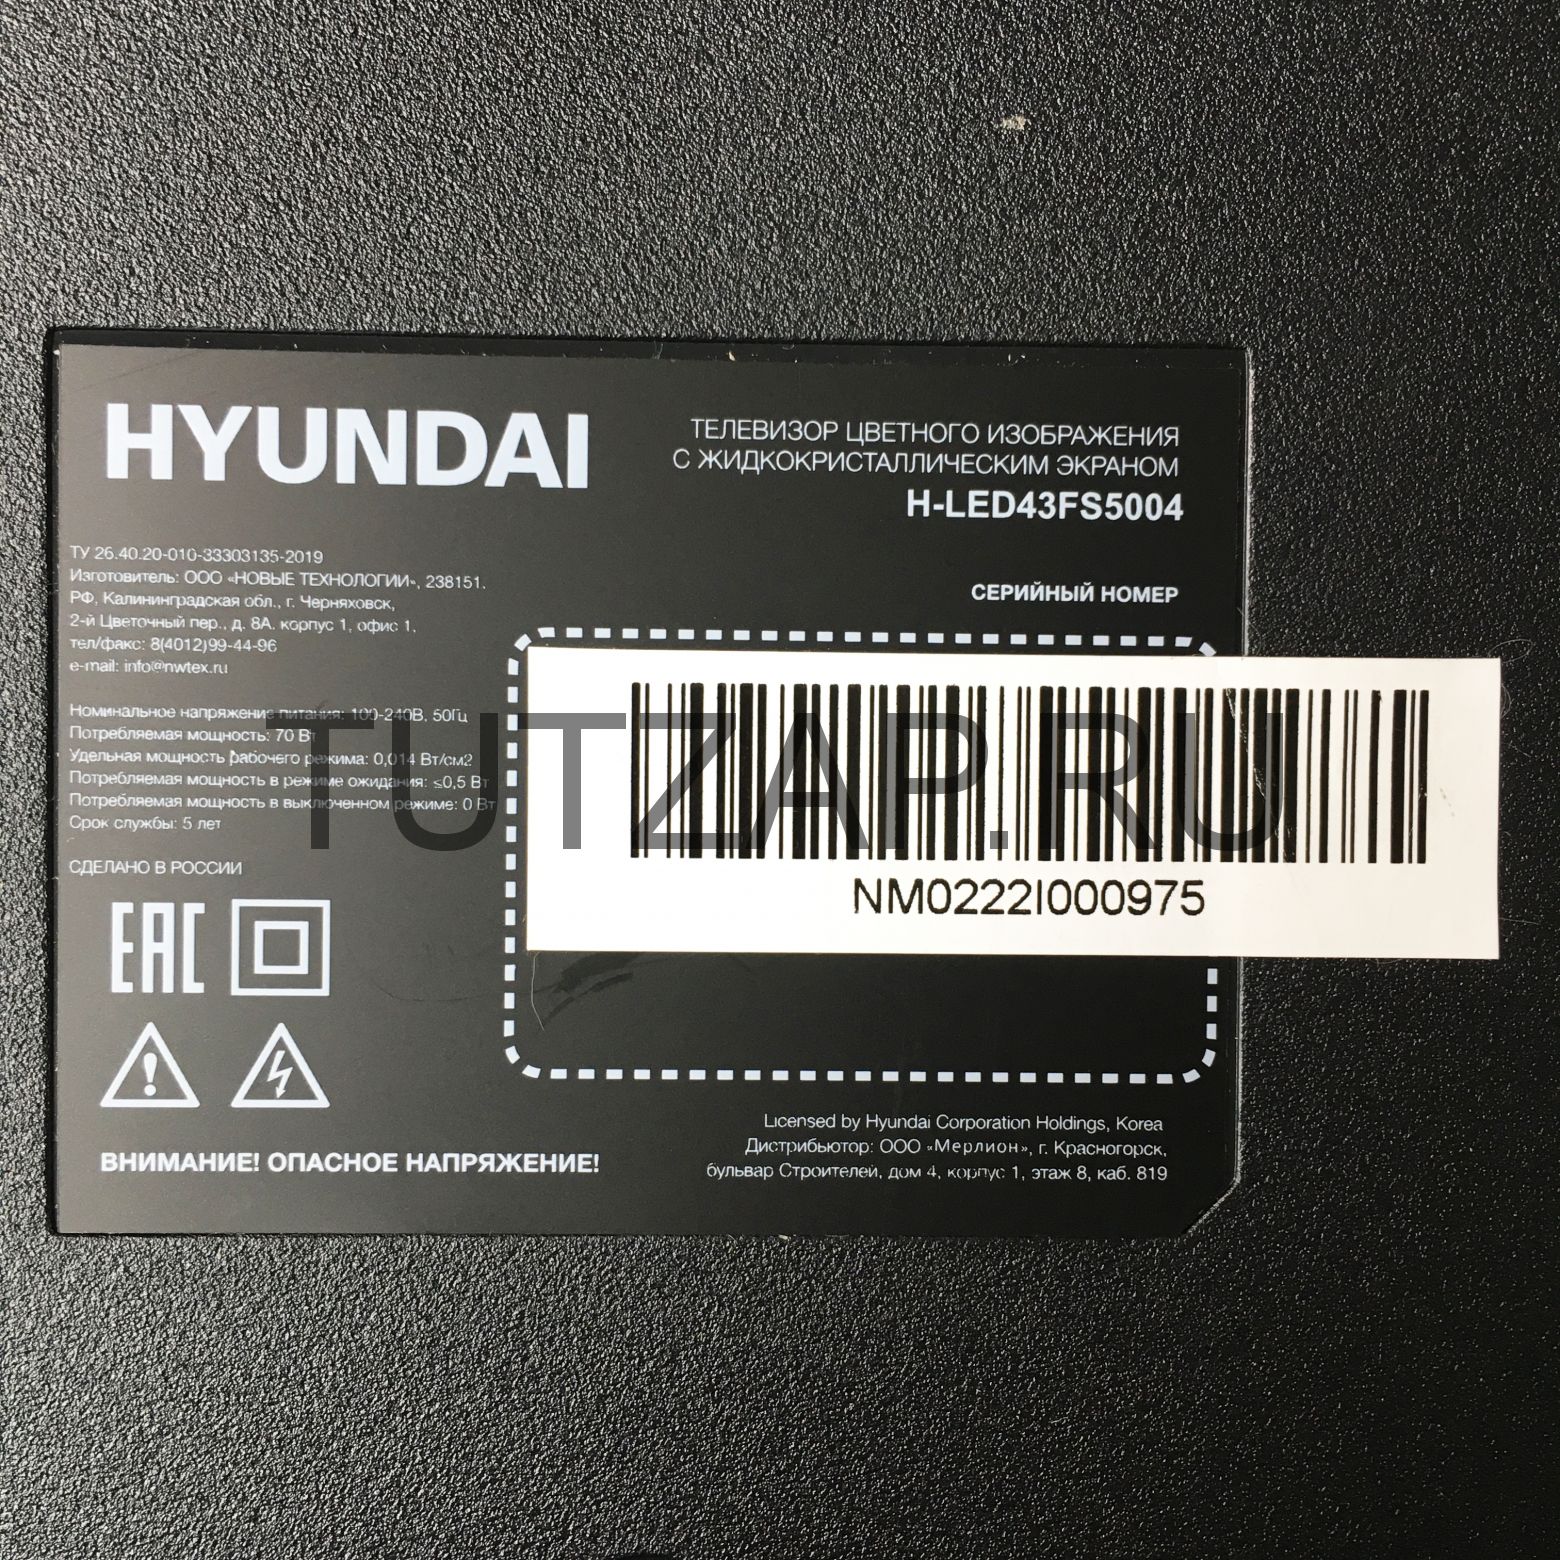 HYUNDAI
ТЕЛЕВИЗОР ЦВЕТНОГО ИЗОБРАЖЕНИЯ
С ЖИДКОКРИСТАЛЛИЧЕСКИМ ЭКРАНОМ
H-LED43FS5004
ТУ 26.40.20-010-33303135-2019
Изготовитель: ООО «НОВЫЕ ТЕХНОЛОГИИ», 238151,
РФ, Калининградская обл., г. Черняховск,
2-й Цветочный пер., д. 8А, корпус 1, офис 1,
тел/факс: 8(4012)99-44-96
e-mail: info@nwtex.ru
СЕРИЙНЫЙ НОМЕР
Номинальное напряжение питания: 100-240В, 50Гц
Потребляемая мощность: 70 Вт
Удельная мощность рабочего режима: 0,014 Вт/см2
Потребляемая мощность в режиме ожидания: ≤0,5 Вт
Потребляемая мощность в выключенном режиме: 0 Вт
Срок службы: 5 лет
TUTZAP.RU
NM0222I000975
СДЕЛАНО В РОССИИ
EAC
ВНИМАНИЕ! ОПАСНОЕ НАПРЯЖЕНИЕ!
Licensed by Hyundai Corporation Holdings, Korea
Дистрибьютор: ООО «Мерлион», г. Красногорск,
бульвар Строителей, дом 4, корпус 1, этаж 8, каб. 819